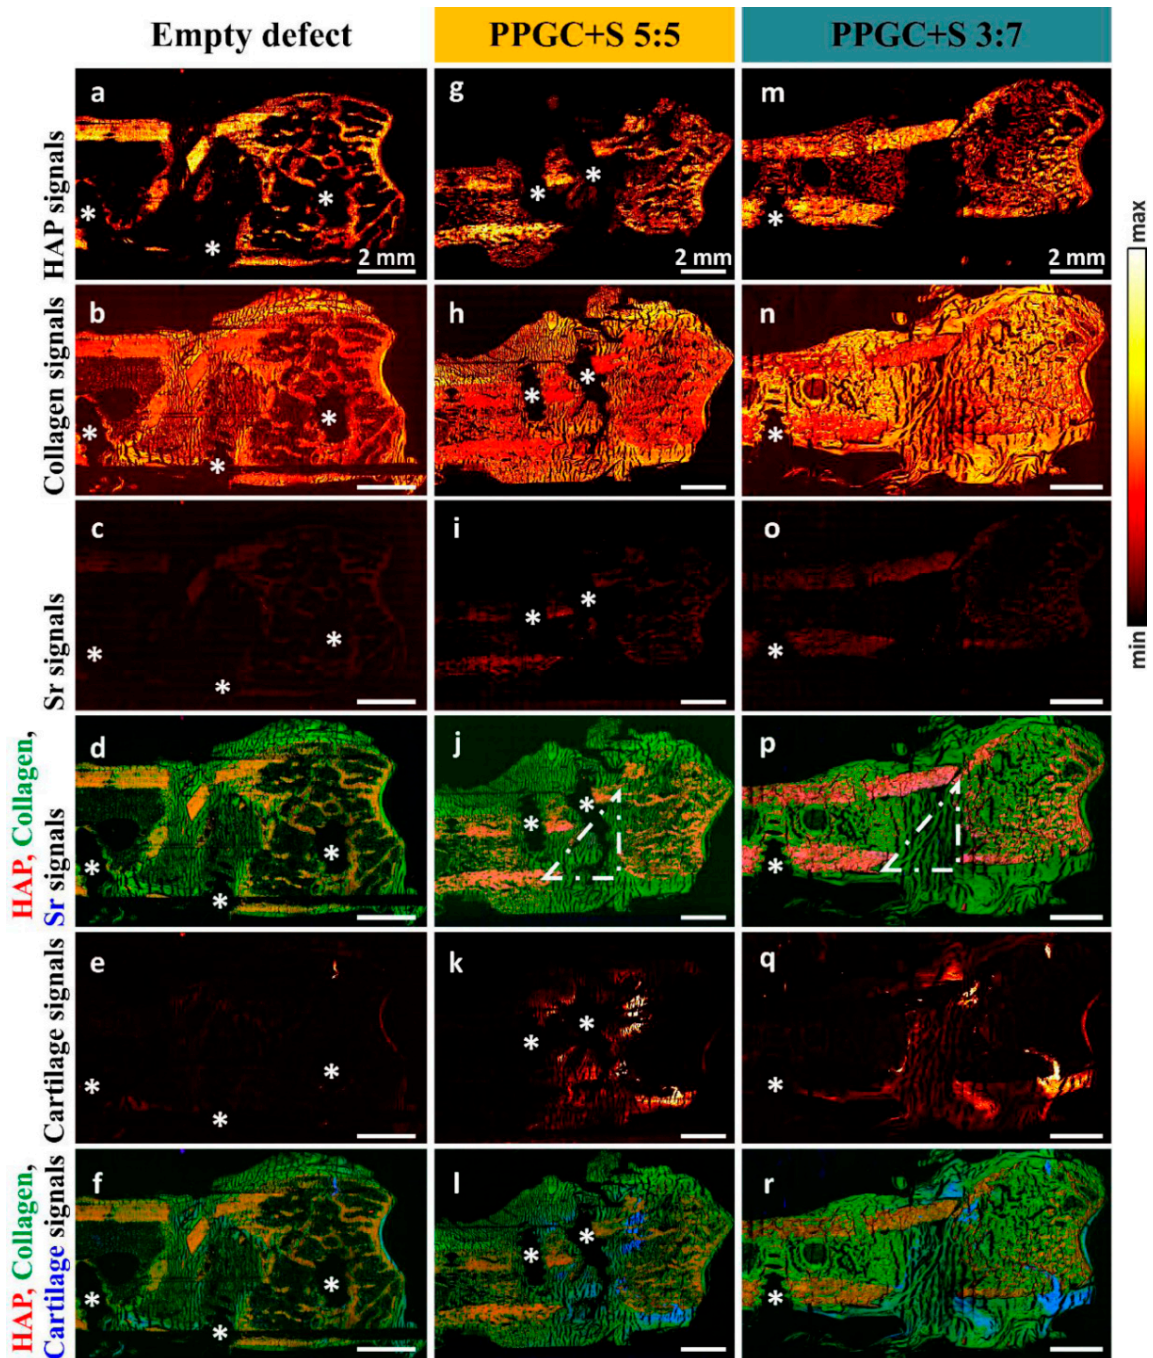 Empty defect
PPGC+S 5:5
PPGC+S 3:7
HAP signals
a
*
*
*
2 mm
g
*
*
2 mm
m
*
2 mm
Collagen signals
b
*
*
*
h
*
*
n
*
Sr signals
c
*
*
*
i
*
*
o
*
HAP, Collagen,
Sr signals
d
*
*
*
j
*
*
p
*
Cartilage signals
e
*
*
*
k
*
*
q
*
HAP, Collagen,
Cartilage signals
f
*
*
*
l
*
*
r
*
max
min